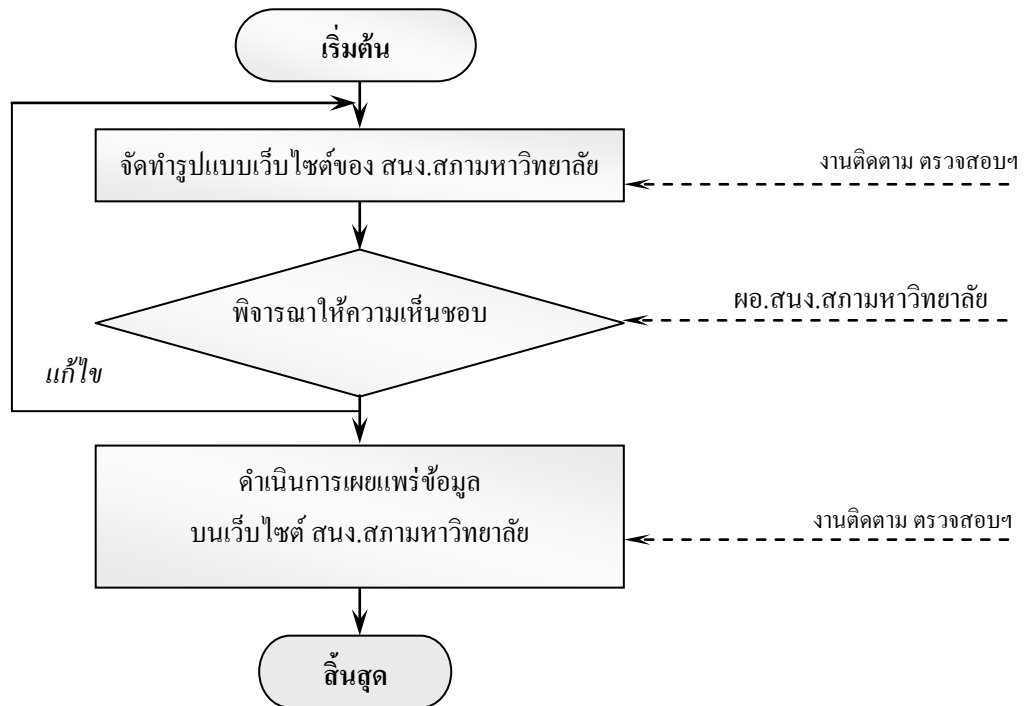 เริ่มต้น
จัดทำรูปแบบเว็บไซต์ของ สนง.สภามหาวิทยาลัย
งานติดตาม ตรวจสอบฯ
พิจารณาให้ความเห็นชอบ
ผอ.สนง.สภามหาวิทยาลัย
แก้ไข
ดำเนินการเผยแพร่ข้อมูล
บนเว็บไซต์ สนง.สภามหาวิทยาลัย
งานติดตาม ตรวจสอบฯ
สิ้นสุด